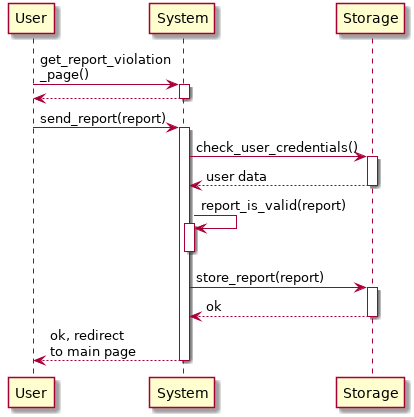 User
System
Storage
get_report_violation
_page()
send_report(report)
check_user_credentials()
user data
report_is_valid(report)
store_report(report)
ok
ok, redirect
to main page
User
System
Storage